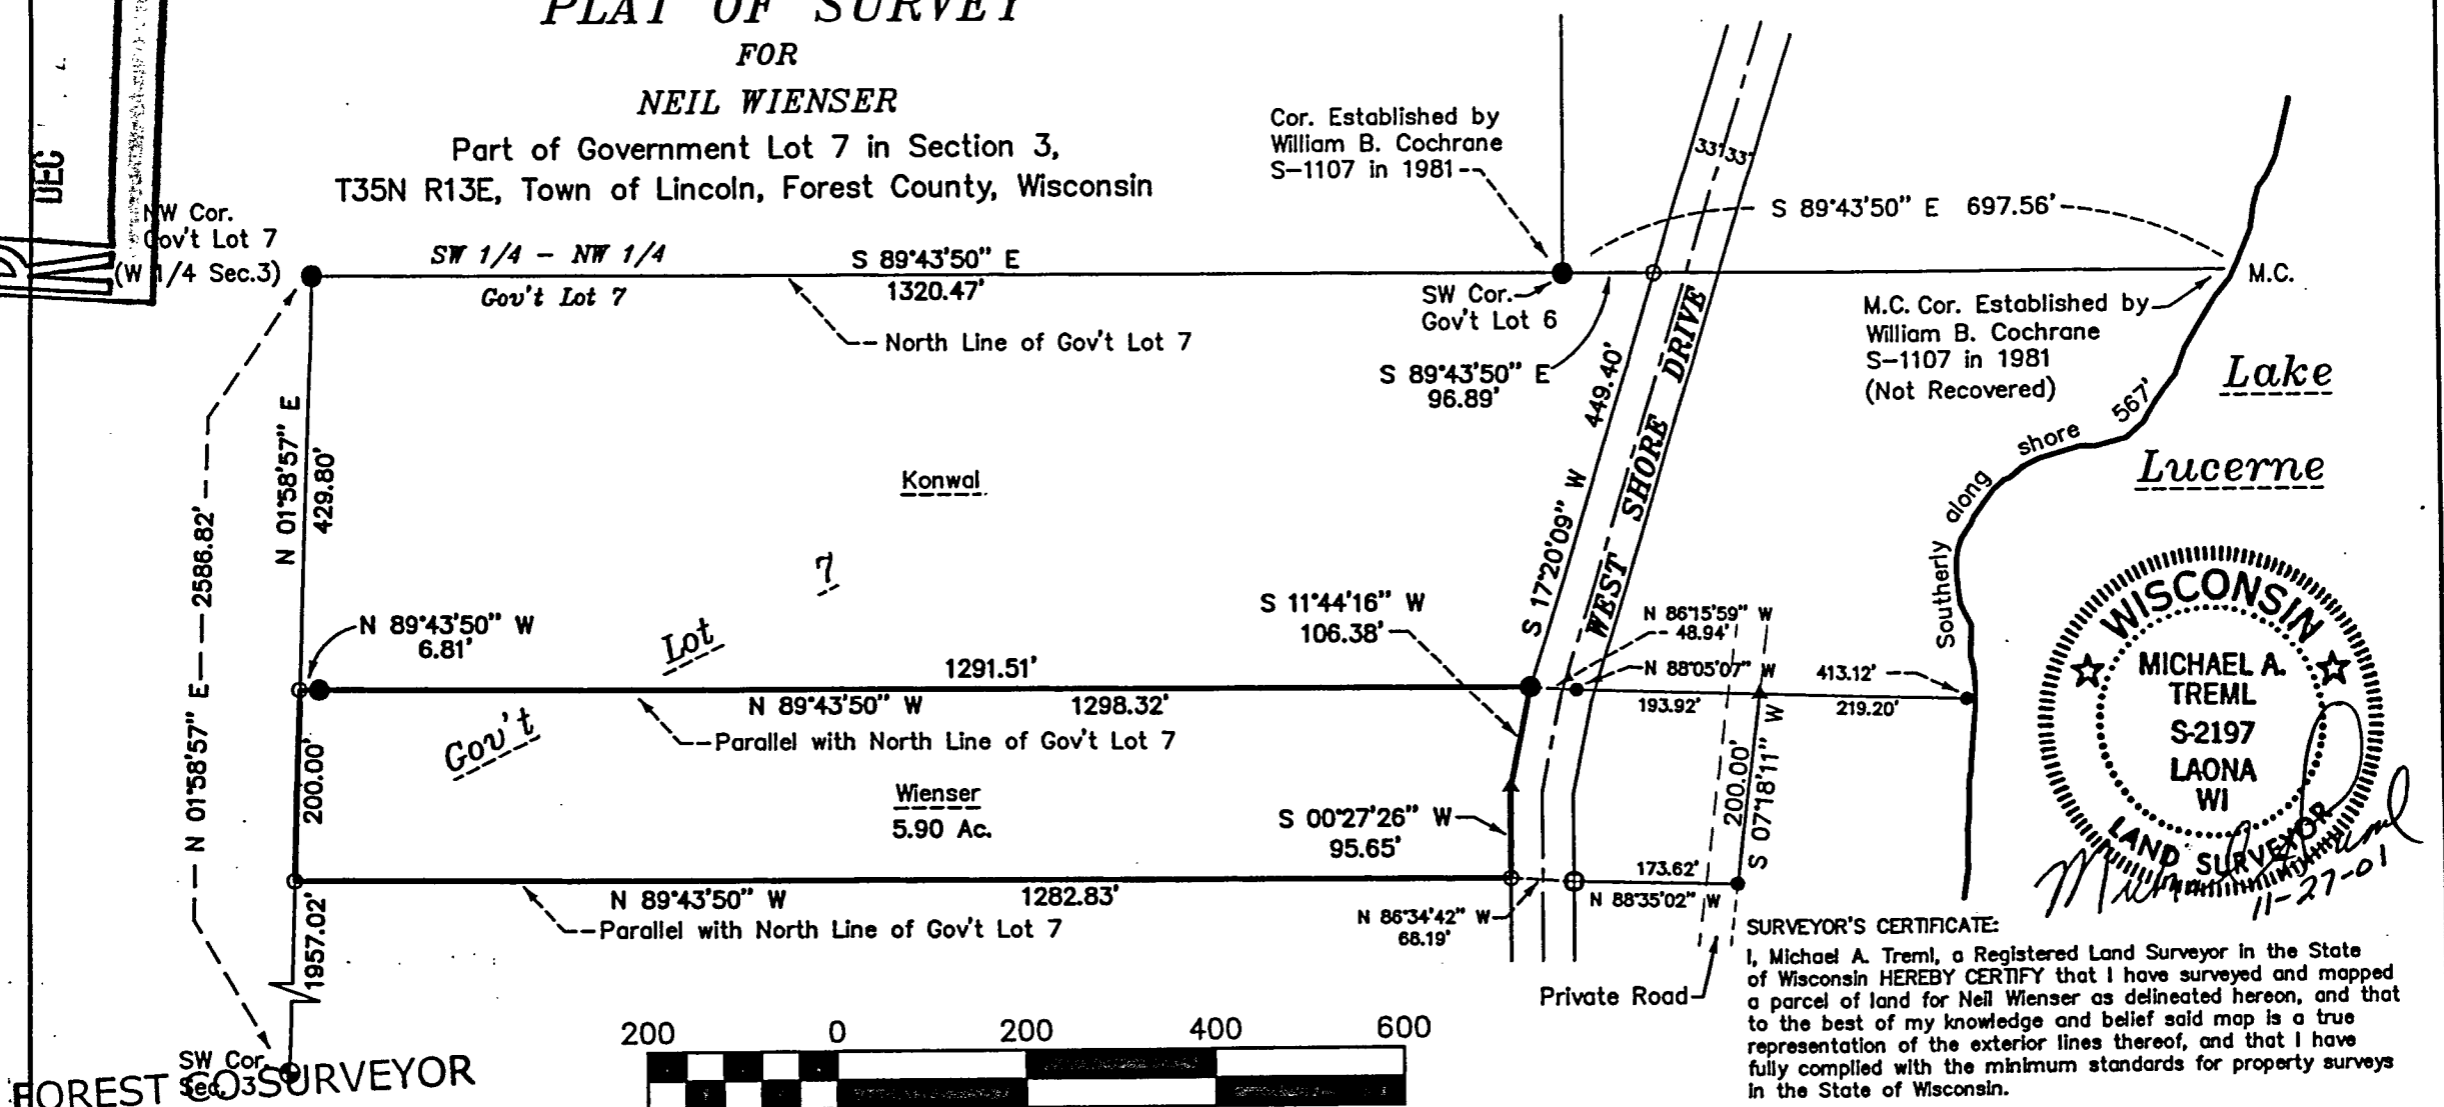 PLAT OF SURVEY
FOR
NEIL WIENSER
Part of Government Lot 7 in Section 3,
T35N R13E, Town of Lincoln, Forest County, Wisconsin
DEC
NW Cor.
Gov't Lot 7
(W 1/4 Sec.3)
SW 1/4 - NW 1/4
Gov't Lot 7
S 89°43'50" E
1320.47'
North Line of Gov't Lot 7
Cor. Established by
William B. Cochrane
S-1107 in 1981
33' 33'
S 89°43'50" E 697.56'
SW Cor.
Gov't Lot 6
S 89°43'50" E
96.89'
M.C.
M.C. Cor. Established by
William B. Cochrane
S-1107 in 1981
(Not Recovered)
Lake
Lucerne
Southerly along shore 567'
N 01°58'57" E 2586.82'
N 01°58'57" E
429.80'
Konwal
449.40'
S 17°20'09" W
WEST SHORE DRIVE
N 89°43'50" W
6.81'
Gov't Lot 7
1291.51'
N 89°43'50" W 1298.32'
Parallel with North Line of Gov't Lot 7
S 11°44'16" W
106.38'
N 86°15'59" W
48.94'
N 88°05'07" W
413.12'
193.92'
219.20'
200.00'
Wienser
5.90 Ac.
S 00°27'26" W
95.65'
200.00'
S 07°18'11" W
173.62'
N 88°35'02" W
N 89°43'50" W 1282.83'
Parallel with North Line of Gov't Lot 7
N 86°34'42" W
66.19'
1957.02'
Private Road
SW Cor.
Sec. 3
FOREST CO SURVEYOR
200 0 200 400 600
WISCONSIN
MICHAEL A.
TREML
S-2197
LAONA
WI
LAND SURVEYOR
11-27-01
SURVEYOR'S CERTIFICATE:
I, Michael A. Treml, a Registered Land Surveyor in the State
of Wisconsin HEREBY CERTIFY that I have surveyed and mapped
a parcel of land for Neil Wienser as delineated hereon, and that
to the best of my knowledge and belief said map is a true
representation of the exterior lines thereof, and that I have
fully complied with the minimum standards for property surveys
in the State of Wisconsin.